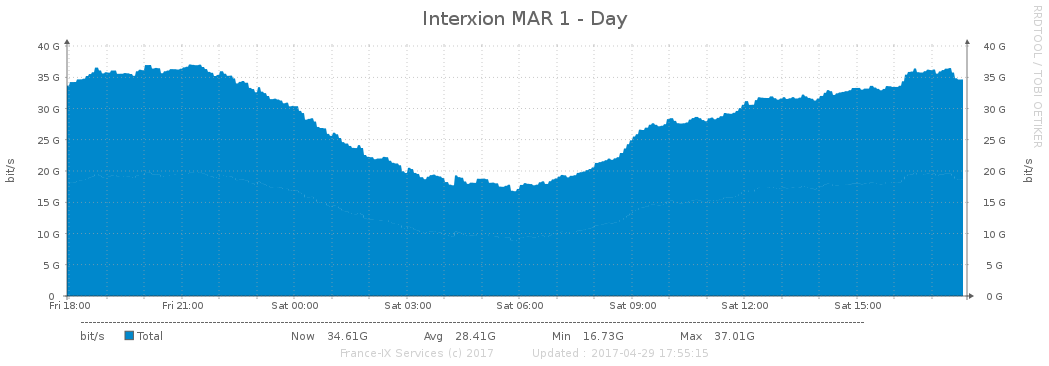 Interxion MAR 1 - Day
RRDTOOL / TOBI OETIKER
40 G 40 G
35 G 35 G
30 G 30 G
25 G 25 G
20 G 20 G
15 G 15 G
10 G 10 G
5 G 5 G
0 0 G
bit/s bit/s
Fri 18:00 Fri 21:00 Sat 00:00 Sat 03:00 Sat 06:00 Sat 09:00 Sat 12:00 Sat 15:00
bit/s Total Now 34.61G Avg 28.41G Min 16.73G Max 37.01G
France-IX Services (c) 2017 Updated : 2017-04-29 17:55:15